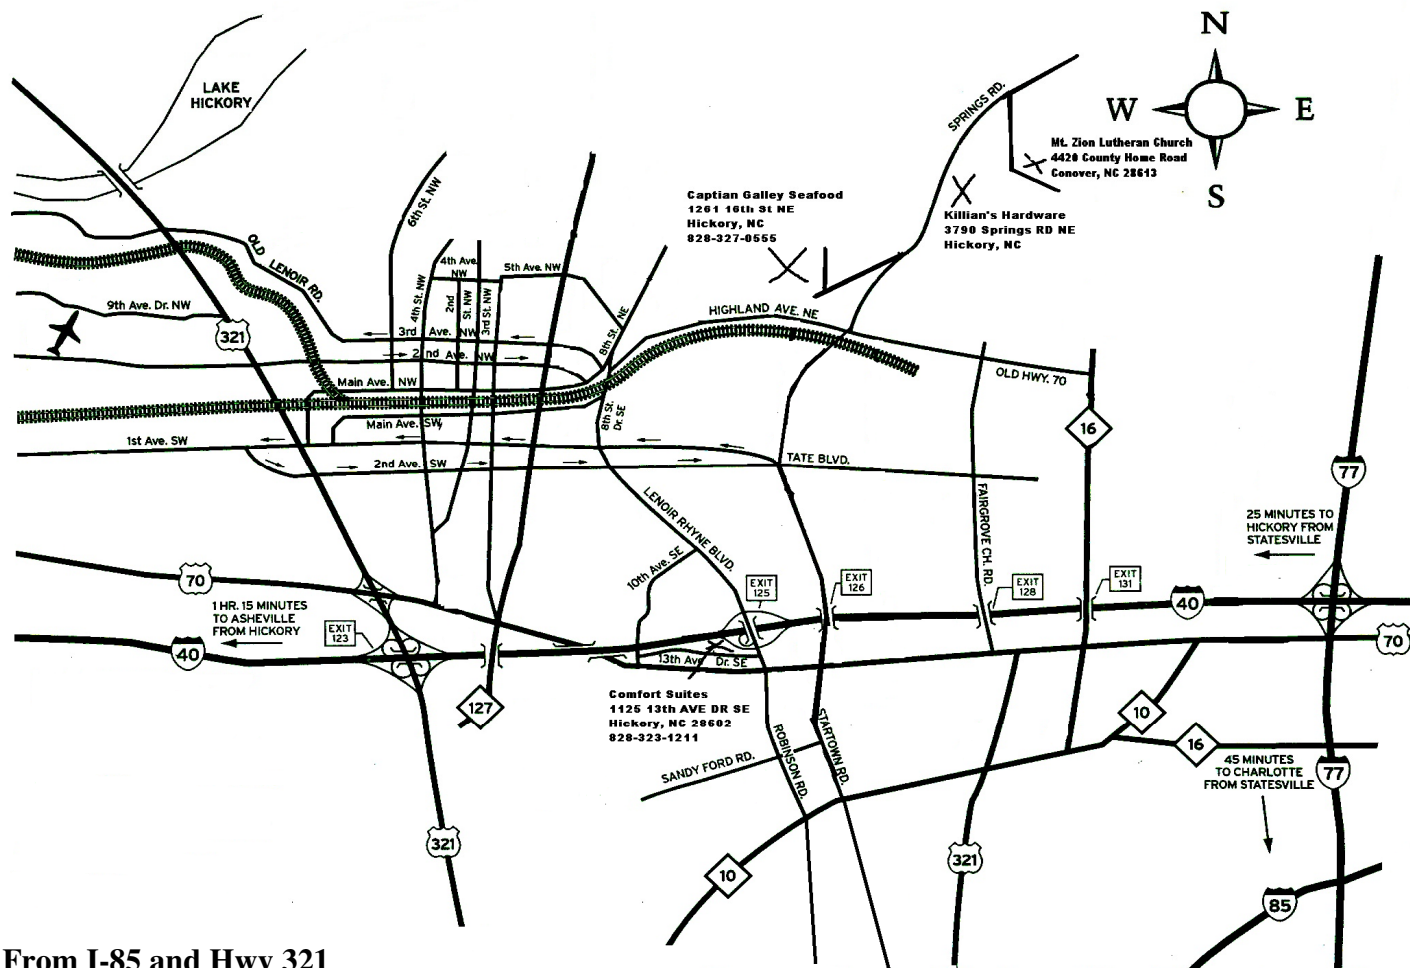 N
W
E
S
LAKE
HICKORY
SPRINGS RD.
Mt. Zion Lutheran Church
4420 County Home Road
Conover, NC 28613
Captian Galley Seafood
1261 16th St NE
Hickory, NC
828-327-0555
Killian's Hardware
3790 Springs RD NE
Hickory, NC
6th St. NW
OLD
LENOIR RD.
4th Ave.
NW
5th Ave. NW
4th St. NW
2nd
St. NW
3rd St. NW
8th St. NE
9th Ave. Dr. NW
321
3rd Ave. NW
2nd Ave. NW
HIGHLAND AVE. NE
OLD HWY. 70
Main Ave. NW
Main Ave. SW
8th St.
Dr. SE
16
1st Ave. SW
2nd Ave. SW
TATE BLVD.
77
LENOIR RHYNE BLVD.
FAIRGROVE CH. RD.
25 MINUTES TO
HICKORY FROM
STATESVILLE
10th Ave. SE
70
EXIT
125
EXIT
126
EXIT
128
EXIT
131
40
1 HR. 15 MINUTES
TO ASHEVILLE
FROM HICKORY
EXIT
123
40
70
13th Ave Dr. SE
Comfort Suites
1125 13th AVE DR SE
Hickory, NC 28602
828-323-1211
127
10
16
SANDY FORD RD.
ROBINSON RD.
STARTOWN RD.
45 MINUTES
TO CHARLOTTE
FROM STATESVILLE
77
321
321
10
85
From I-85 and Hwy 321